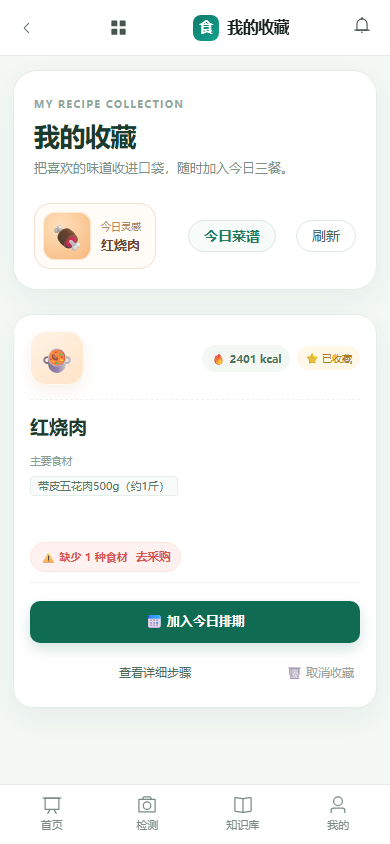 食 我的收藏
MY RECIPE COLLECTION
我的收藏
把喜欢的味道收进口袋，随时加入今日三餐。
今日灵感
红烧肉
今日菜谱
刷新
2401 kcal
已收藏
红烧肉
主要食材
带皮五花肉500g（约1斤）
缺少 1 种食材 去采购
加入今日排期
查看详细步骤
取消收藏
首页
检测
知识库
我的